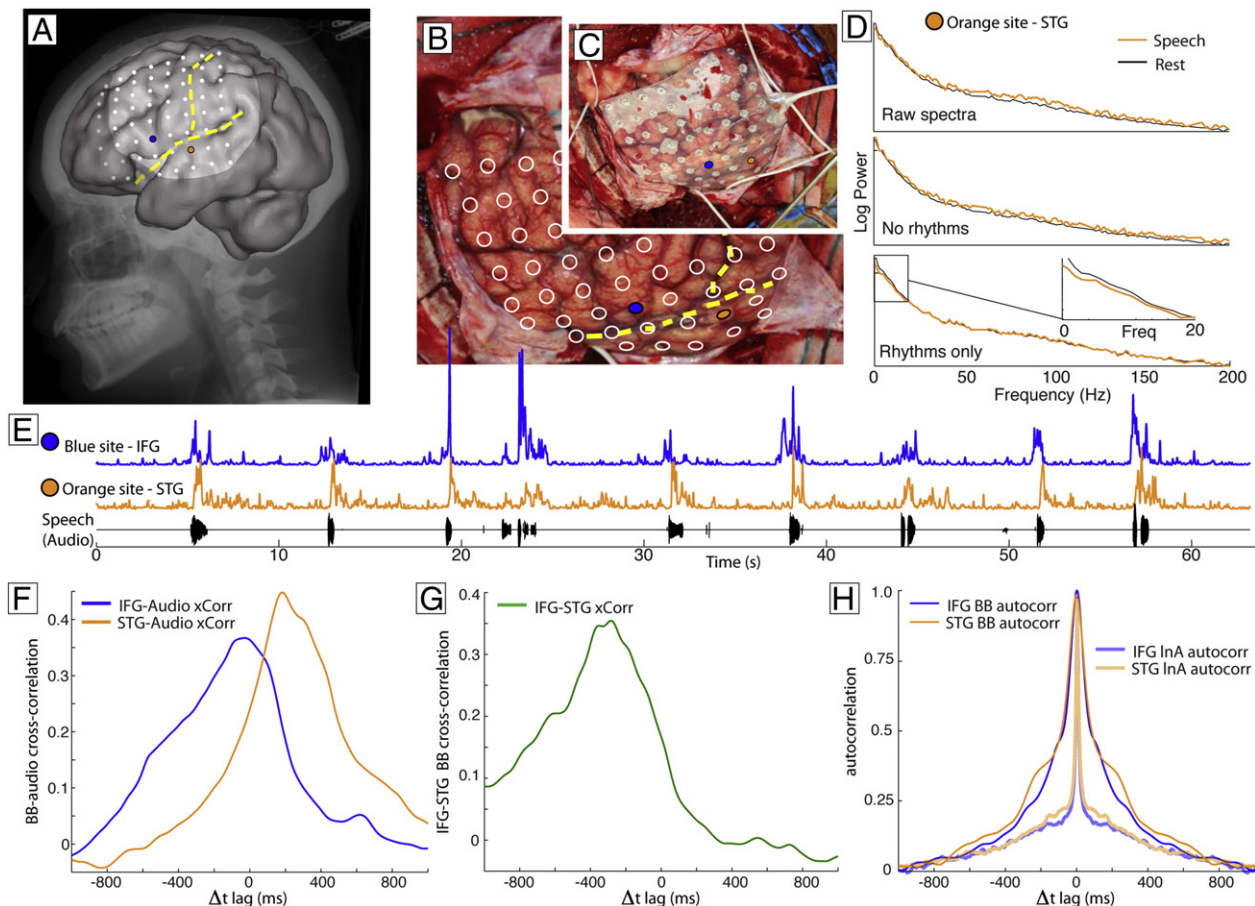 A
B
C
D
Orange site - STG
Speech
Rest
Raw spectra
No rhythms
Rhythms only
Log Power
0
Freq
20
0
50
100
150
200
Frequency (Hz)
E
Blue site - IFG
Orange site - STG
Speech
(Audio)
0
10
20
30
40
50
60
Time (s)
F
IFG-Audio xCorr
STG-Audio xCorr
BB-audio cross-correlation
0.4
0.3
0.2
0.1
0
-800
-400
0
400
800
Δt lag (ms)
G
IFG-STG xCorr
IFG-STG BB cross-correlation
0.4
0.3
0.2
0.1
0
-800
-400
0
400
800
Δt lag (ms)
H
IFG BB autocorr
STG BB autocorr
IFG lnA autocorr
STG lnA autocorr
autocorrelation
1.0
0.75
0.5
0.25
0
-800
-400
0
400
800
Δt lag (ms)